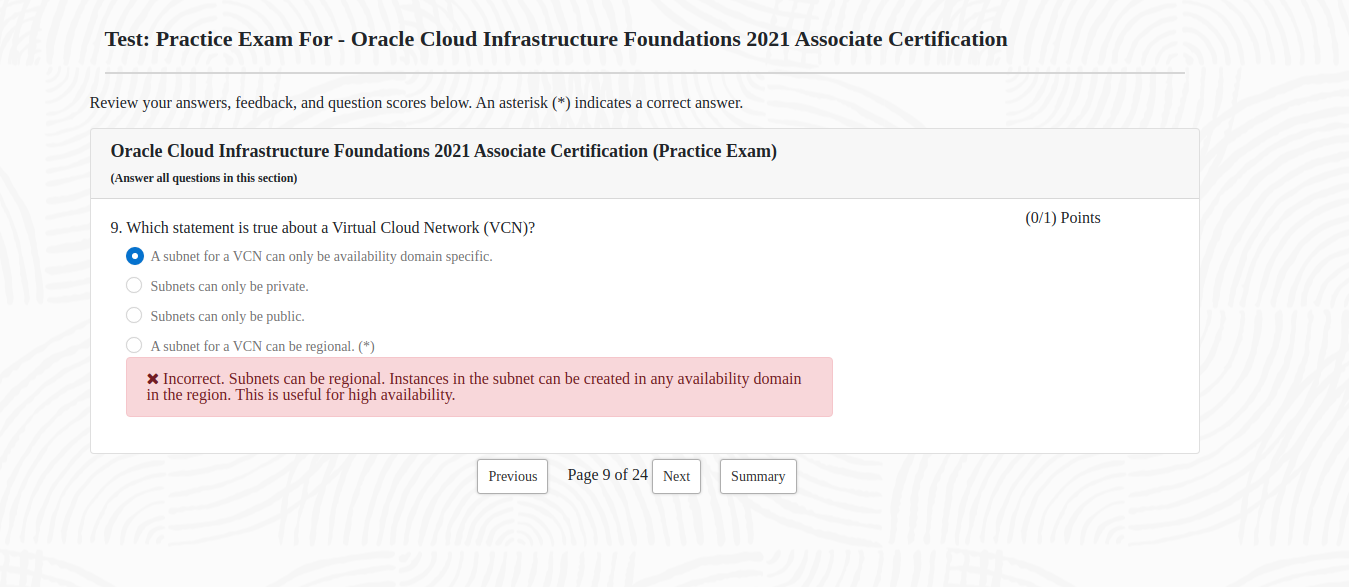 Test: Practice Exam For - Oracle Cloud Infrastructure Foundations 2021 Associate Certification
Review your answers, feedback, and question scores below. An asterisk (*) indicates a correct answer.
Oracle Cloud Infrastructure Foundations 2021 Associate Certification (Practice Exam)
(Answer all questions in this section)
9. Which statement is true about a Virtual Cloud Network (VCN)?
(0/1) Points
A subnet for a VCN can only be availability domain specific.
Subnets can only be private.
Subnets can only be public.
A subnet for a VCN can be regional. (*)
✖ Incorrect. Subnets can be regional. Instances in the subnet can be created in any availability domain
in the region. This is useful for high availability.
Previous Page 9 of 24 Next Summary